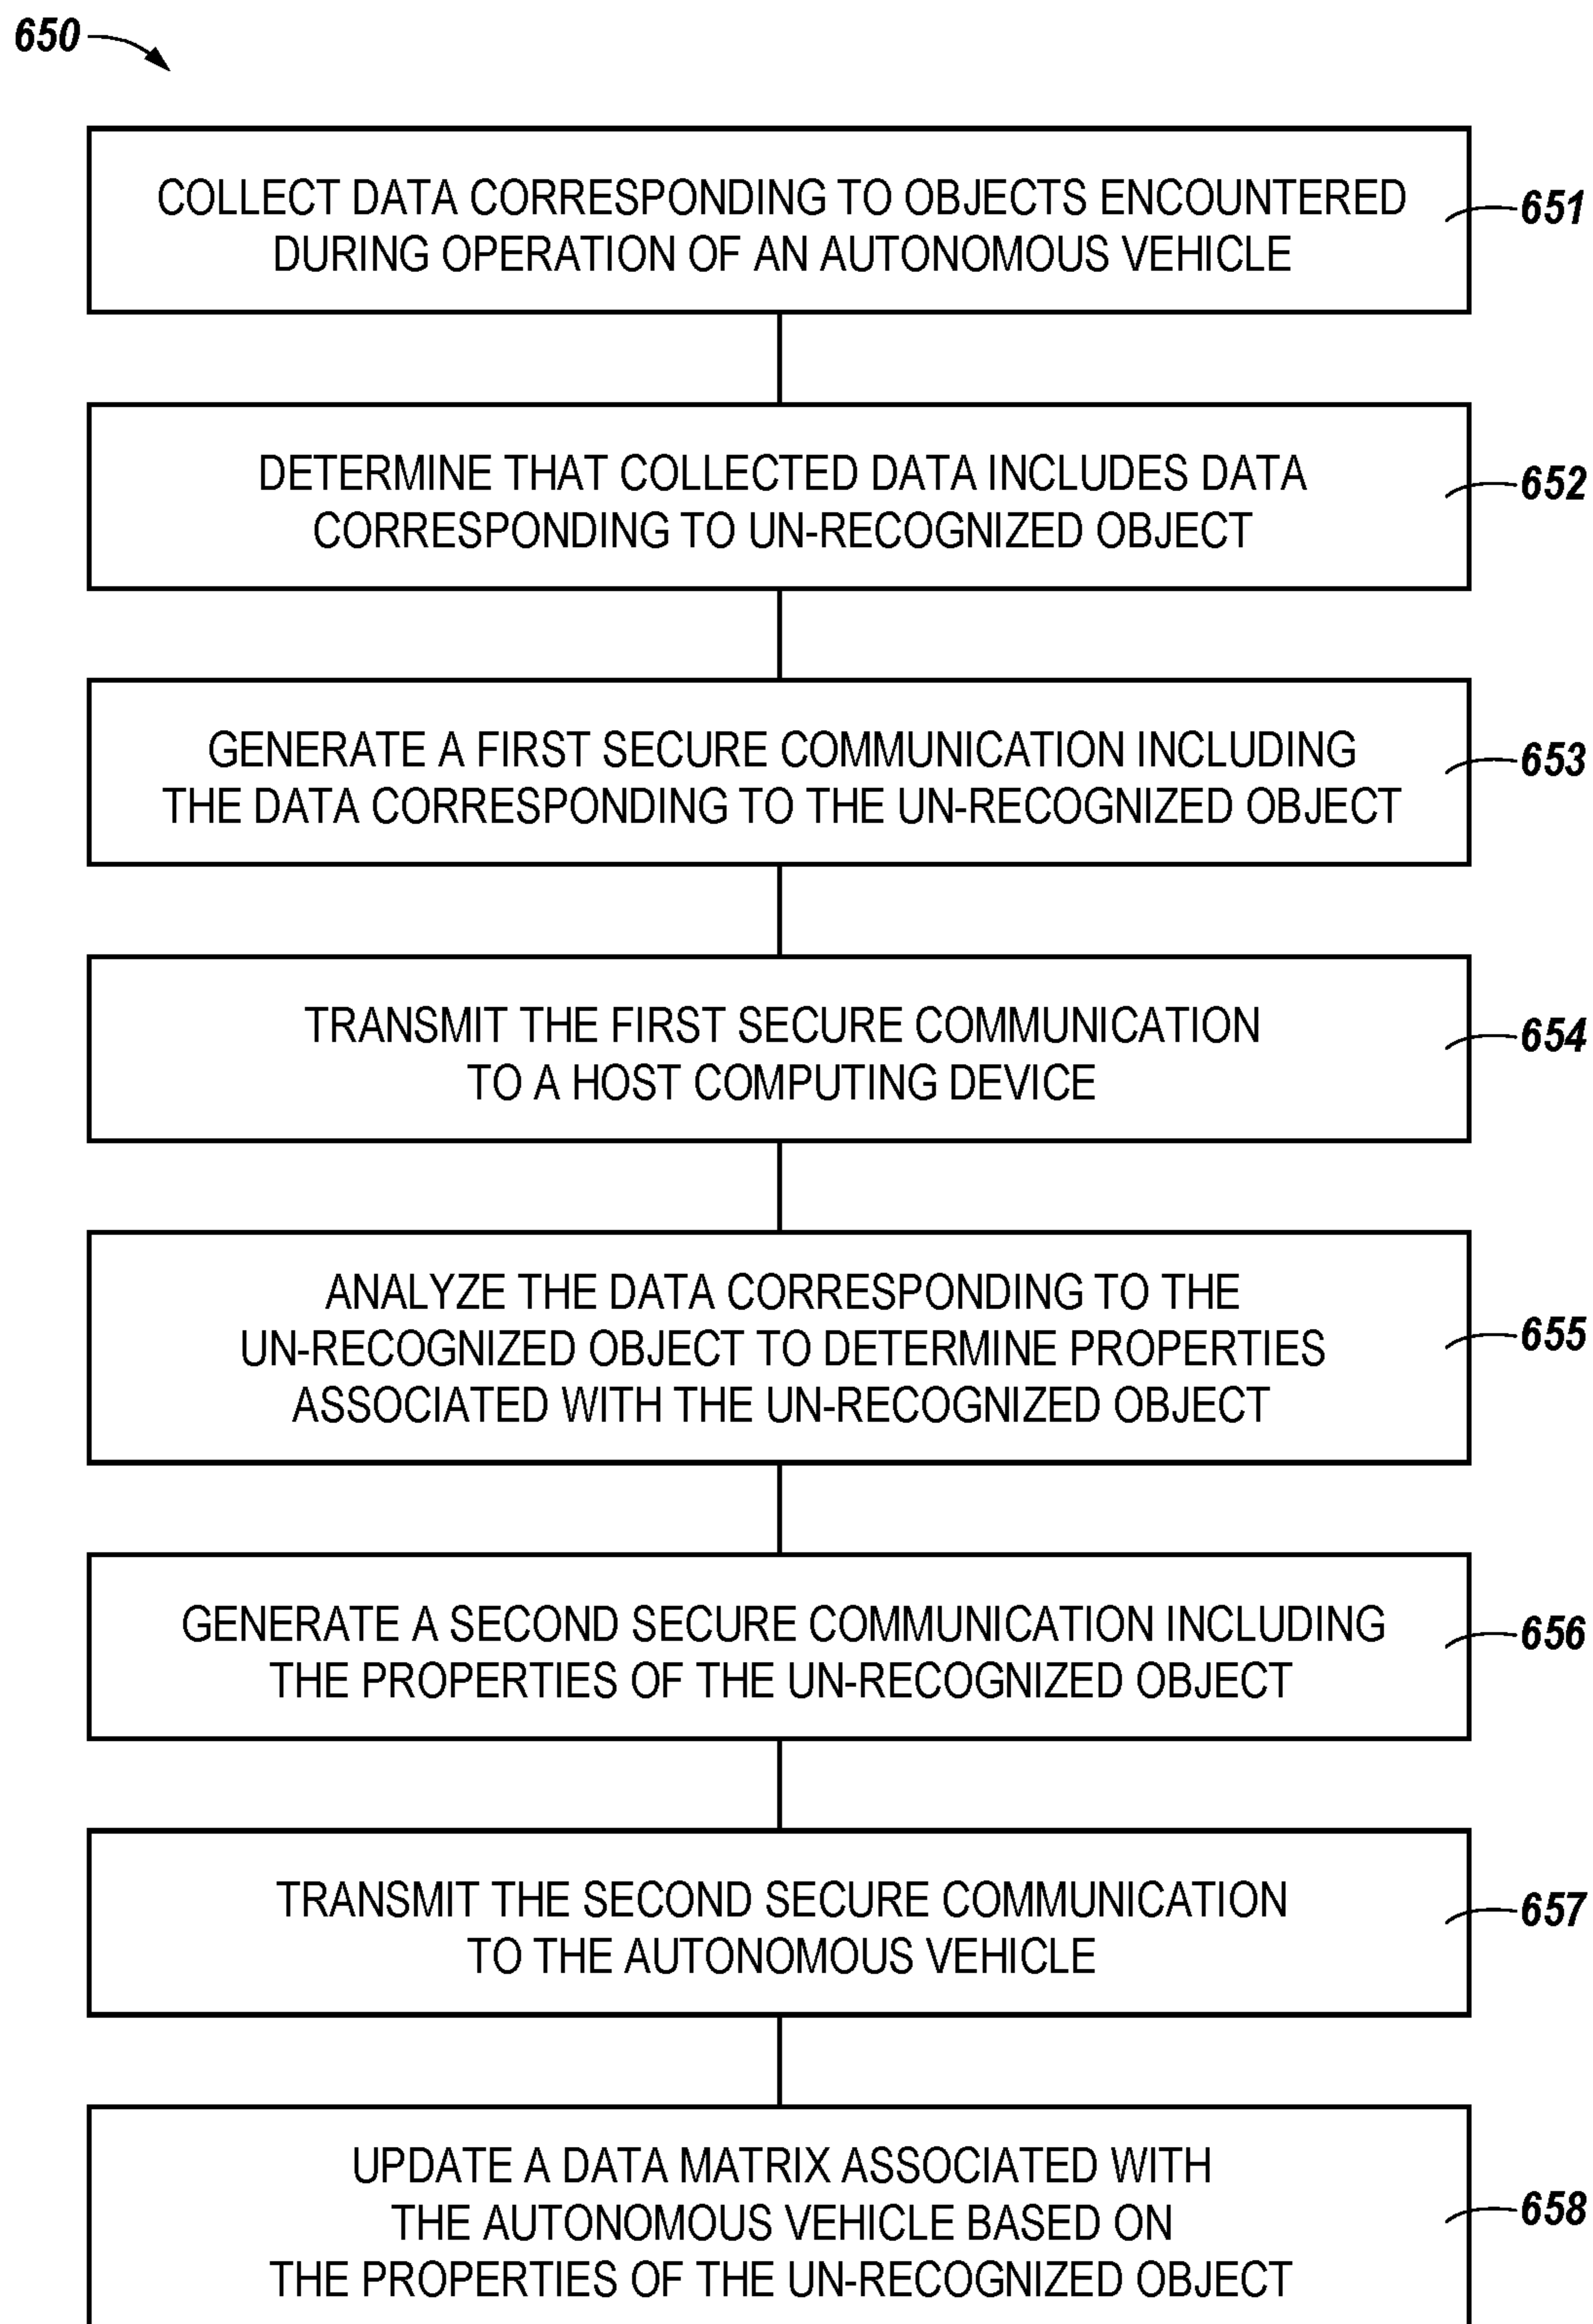 650
COLLECT DATA CORRESPONDING TO OBJECTS ENCOUNTERED
DURING OPERATION OF AN AUTONOMOUS VEHICLE
651
DETERMINE THAT COLLECTED DATA INCLUDES DATA
CORRESPONDING TO UN-RECOGNIZED OBJECT
652
GENERATE A FIRST SECURE COMMUNICATION INCLUDING
THE DATA CORRESPONDING TO THE UN-RECOGNIZED OBJECT
653
TRANSMIT THE FIRST SECURE COMMUNICATION
TO A HOST COMPUTING DEVICE
654
ANALYZE THE DATA CORRESPONDING TO THE
UN-RECOGNIZED OBJECT TO DETERMINE PROPERTIES
ASSOCIATED WITH THE UN-RECOGNIZED OBJECT
655
GENERATE A SECOND SECURE COMMUNICATION INCLUDING
THE PROPERTIES OF THE UN-RECOGNIZED OBJECT
656
TRANSMIT THE SECOND SECURE COMMUNICATION
TO THE AUTONOMOUS VEHICLE
657
UPDATE A DATA MATRIX ASSOCIATED WITH
THE AUTONOMOUS VEHICLE BASED ON
THE PROPERTIES OF THE UN-RECOGNIZED OBJECT
658